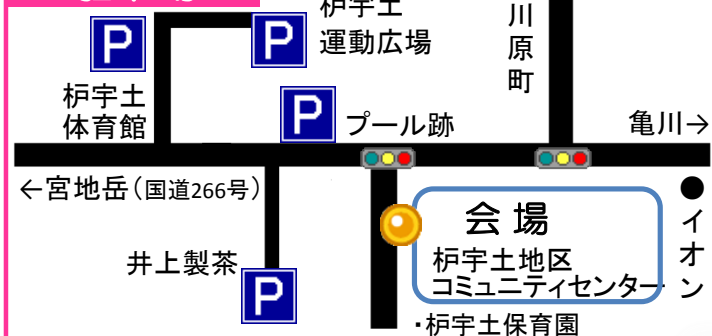 枦宇土
運動広場
P
P
枦宇土
体育館
P
プール跡
川原町
亀川→
←宮地岳（国道266号）
井上製茶
P
会場
枦宇土地区
コミュニティセンター
●イオン
・枦宇土保育園